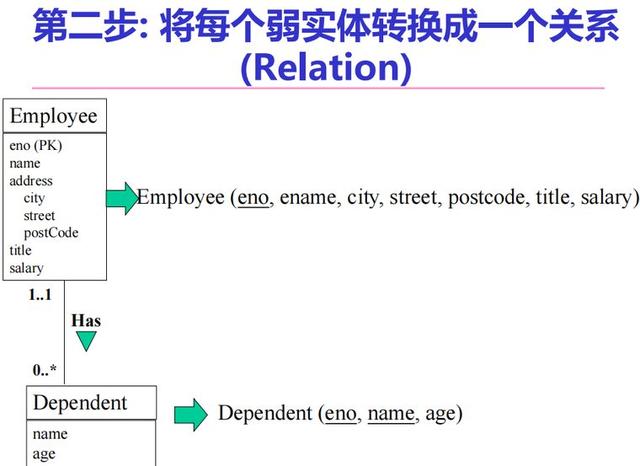 第二步: 将每个弱实体转换成一个关系
(Relation)
Employee
eno (PK)
name
address
city
street
postCode
title
salary
Employee (eno, ename, city, street, postcode, title, salary)
1..1
Has
0..*
Dependent
name
age
Dependent (eno, name, age)